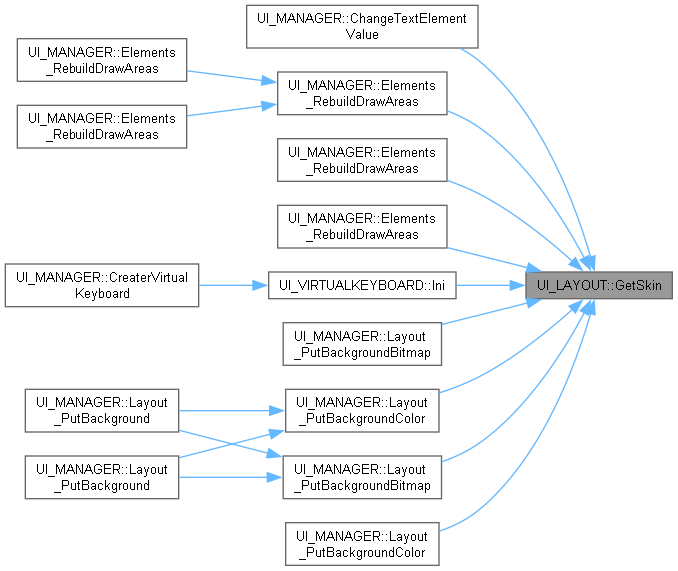 UI_MANAGER::ChangeTextElement
Value
UI_MANAGER::Elements
_RebuildDrawAreas
UI_MANAGER::Elements
_RebuildDrawAreas
UI_MANAGER::Elements
_RebuildDrawAreas
UI_MANAGER::Elements
_RebuildDrawAreas
UI_MANAGER::Elements
_RebuildDrawAreas
UI_MANAGER::CreaterVirtual
Keyboard
UI_VIRTUALKEYBOARD::Ini
UI_LAYOUT::GetSkin
UI_MANAGER::Layout
_PutBackgroundBitmap
UI_MANAGER::Layout
_PutBackground
UI_MANAGER::Layout
_PutBackgroundColor
UI_MANAGER::Layout
_PutBackground
UI_MANAGER::Layout
_PutBackgroundBitmap
UI_MANAGER::Layout
_PutBackgroundColor